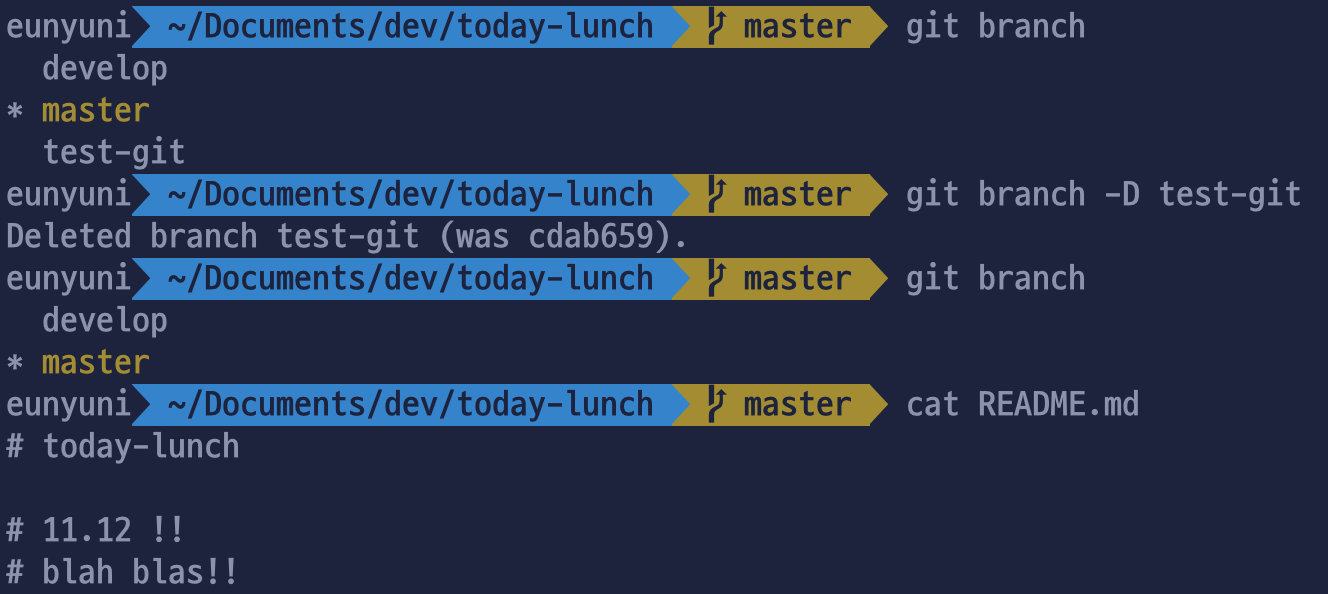 eunyuni ~/Documents/dev/today-lunch master git branch
  develop
* master
  test-git
eunyuni ~/Documents/dev/today-lunch master git branch -D test-git
Deleted branch test-git (was cdab659).
eunyuni ~/Documents/dev/today-lunch master git branch
  develop
* master
eunyuni ~/Documents/dev/today-lunch master cat README.md
# today-lunch

# 11.12 !!
# blah blas!!